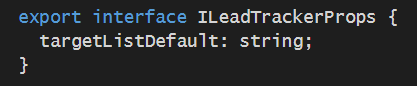 export interface ILeadTrackerProps {
  targetListDefault: string;
}